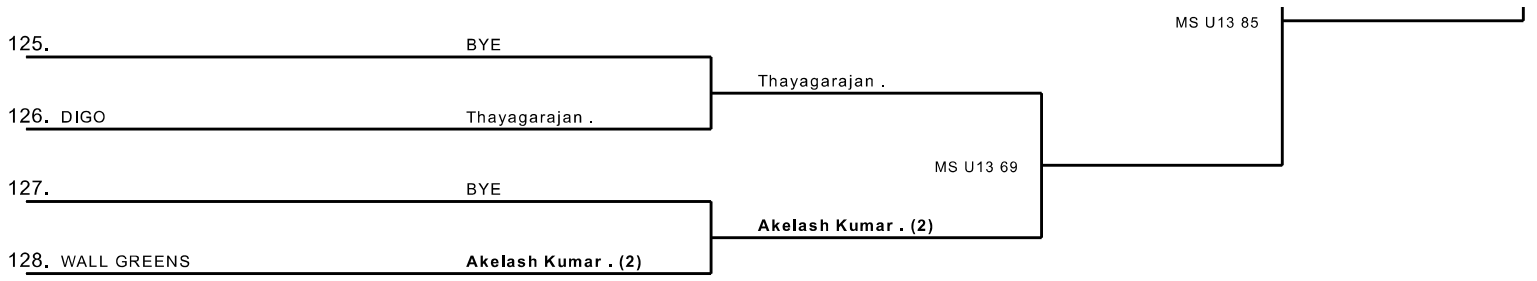 MS U13 85
125. BYE
Thayagarajan .
126. DIGO Thayagarajan .
MS U13 69
127. BYE
Akelash Kumar . (2)
128. WALL GREENS Akelash Kumar . (2)